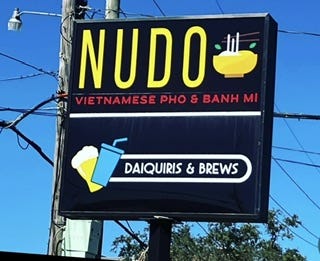 NUDO
VIETNAMESE PHO & BANH MI
DAIQUIRIS & BREWS